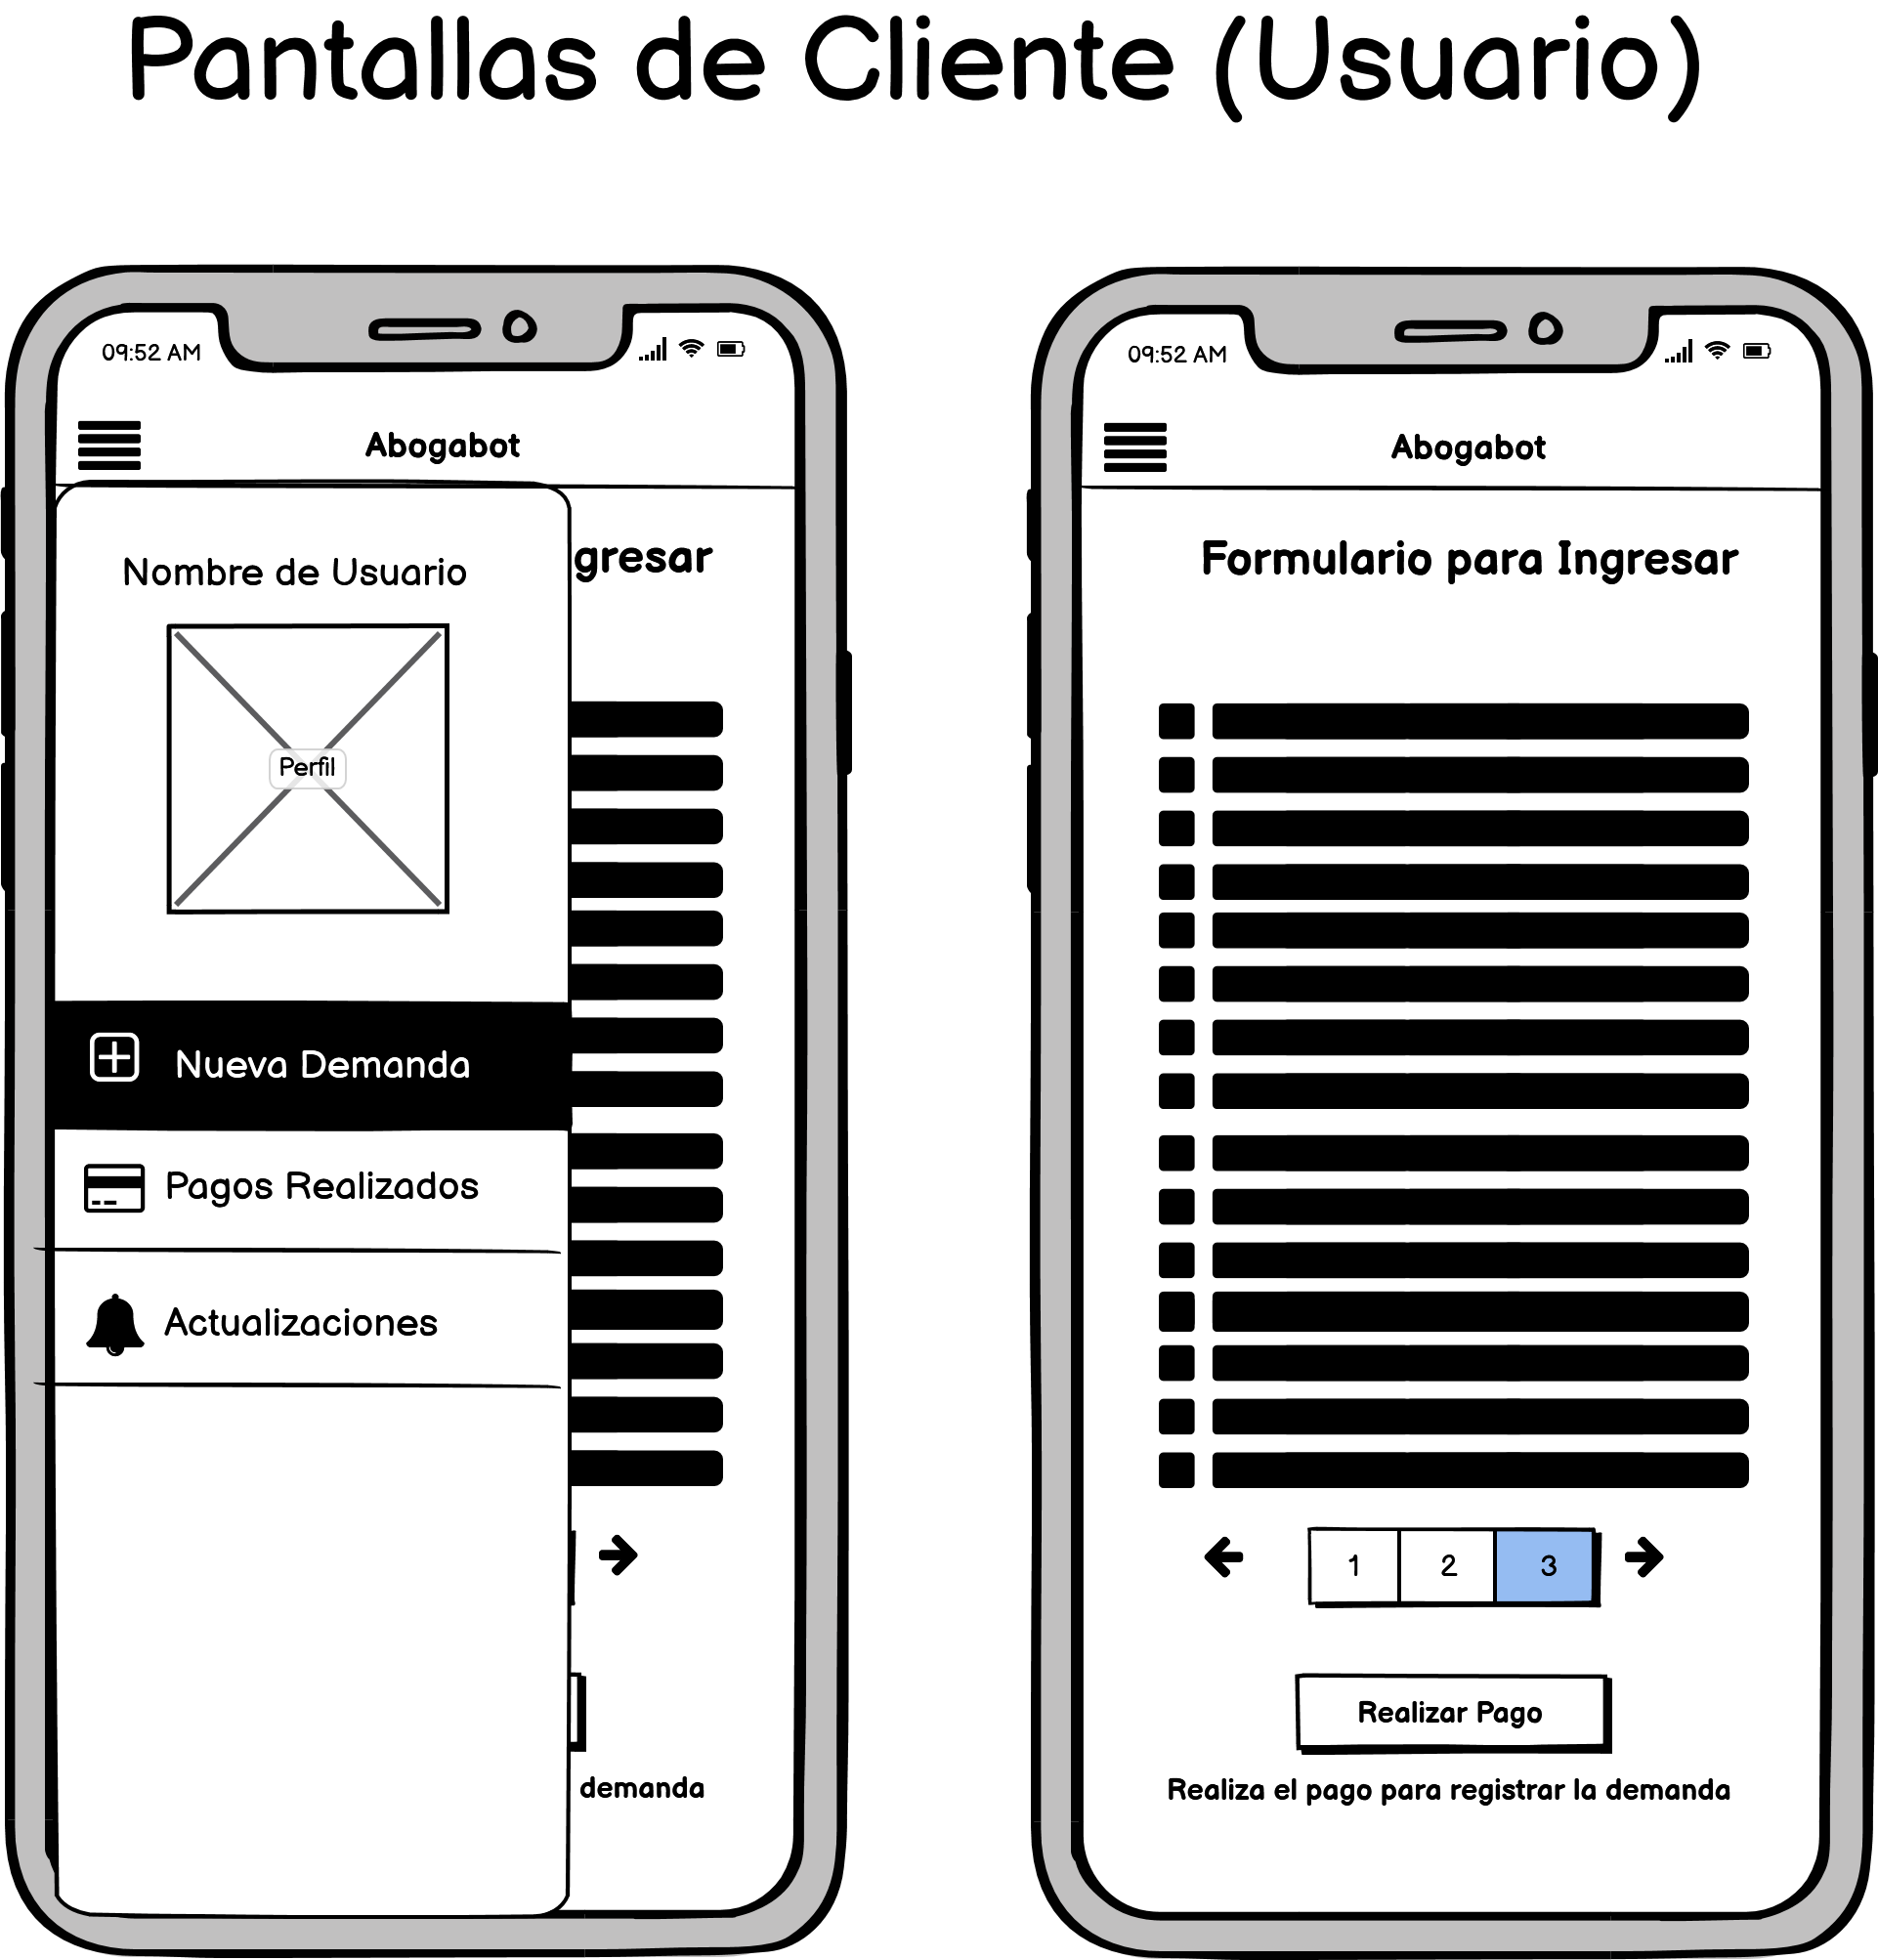 Pantallas de Cliente (Usuario)
09:52 AM
Abogabot
gresar
Nombre de Usuario
Perfil
Nueva Demanda
Pagos Realizados
Actualizaciones
demanda
09:52 AM
Abogabot
Formulario para Ingresar
1 2 3
Realizar Pago
Realiza el pago para registrar la demanda